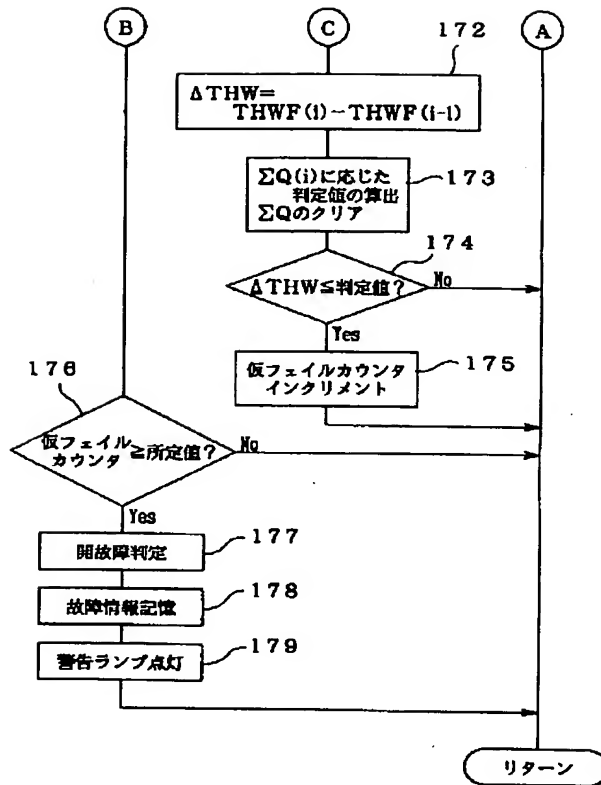 B
C
A
172
ΔTHW=
THWF(i)-THWF(i-1)
ΣQ(i)に応じた
判定値の算出
ΣQのクリア
173
174
ΔTHW≦判定値?
No
Yes
仮フェイルカウンタ
インクリメント
175
176
仮フェイル
カウンタ ≧所定値?
No
Yes
開故障判定
177
故障情報記憶
178
警告ランプ点灯
179
リターン